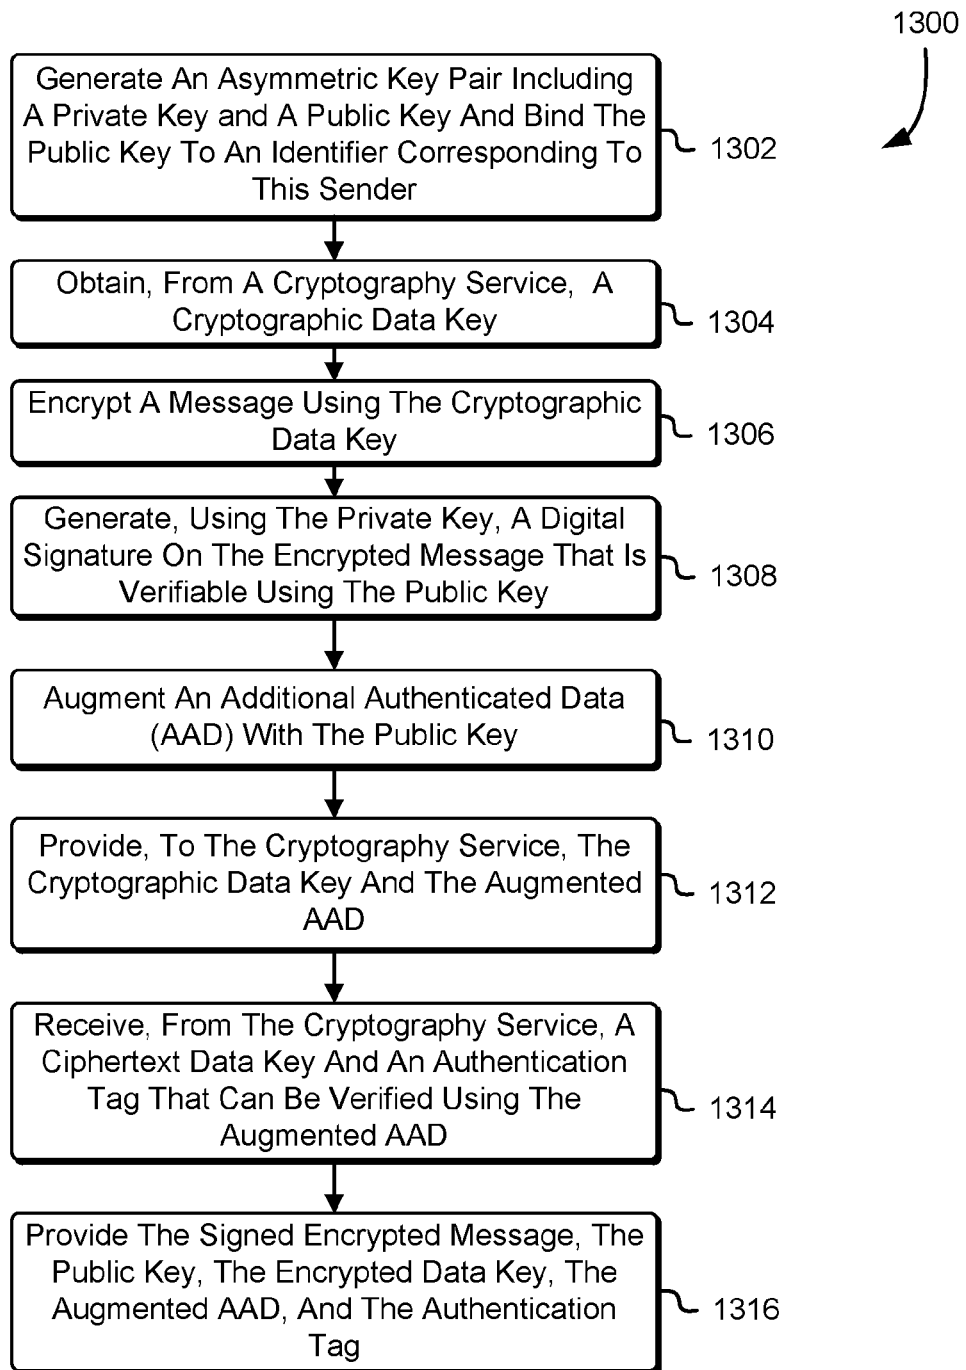 1300
Generate An Asymmetric Key Pair Including
A Private Key and A Public Key And Bind The
Public Key To An Identifier Corresponding To
This Sender
1302
Obtain, From A Cryptography Service, A
Cryptographic Data Key
1304
Encrypt A Message Using The Cryptographic
Data Key
1306
Generate, Using The Private Key, A Digital
Signature On The Encrypted Message That Is
Verifiable Using The Public Key
1308
Augment An Additional Authenticated Data
(AAD) With The Public Key
1310
Provide, To The Cryptography Service, The
Cryptographic Data Key And The Augmented
AAD
1312
Receive, From The Cryptography Service, A
Ciphertext Data Key And An Authentication
Tag That Can Be Verified Using The
Augmented AAD
1314
Provide The Signed Encrypted Message, The
Public Key, The Encrypted Data Key, The
Augmented AAD, And The Authentication
Tag
1316